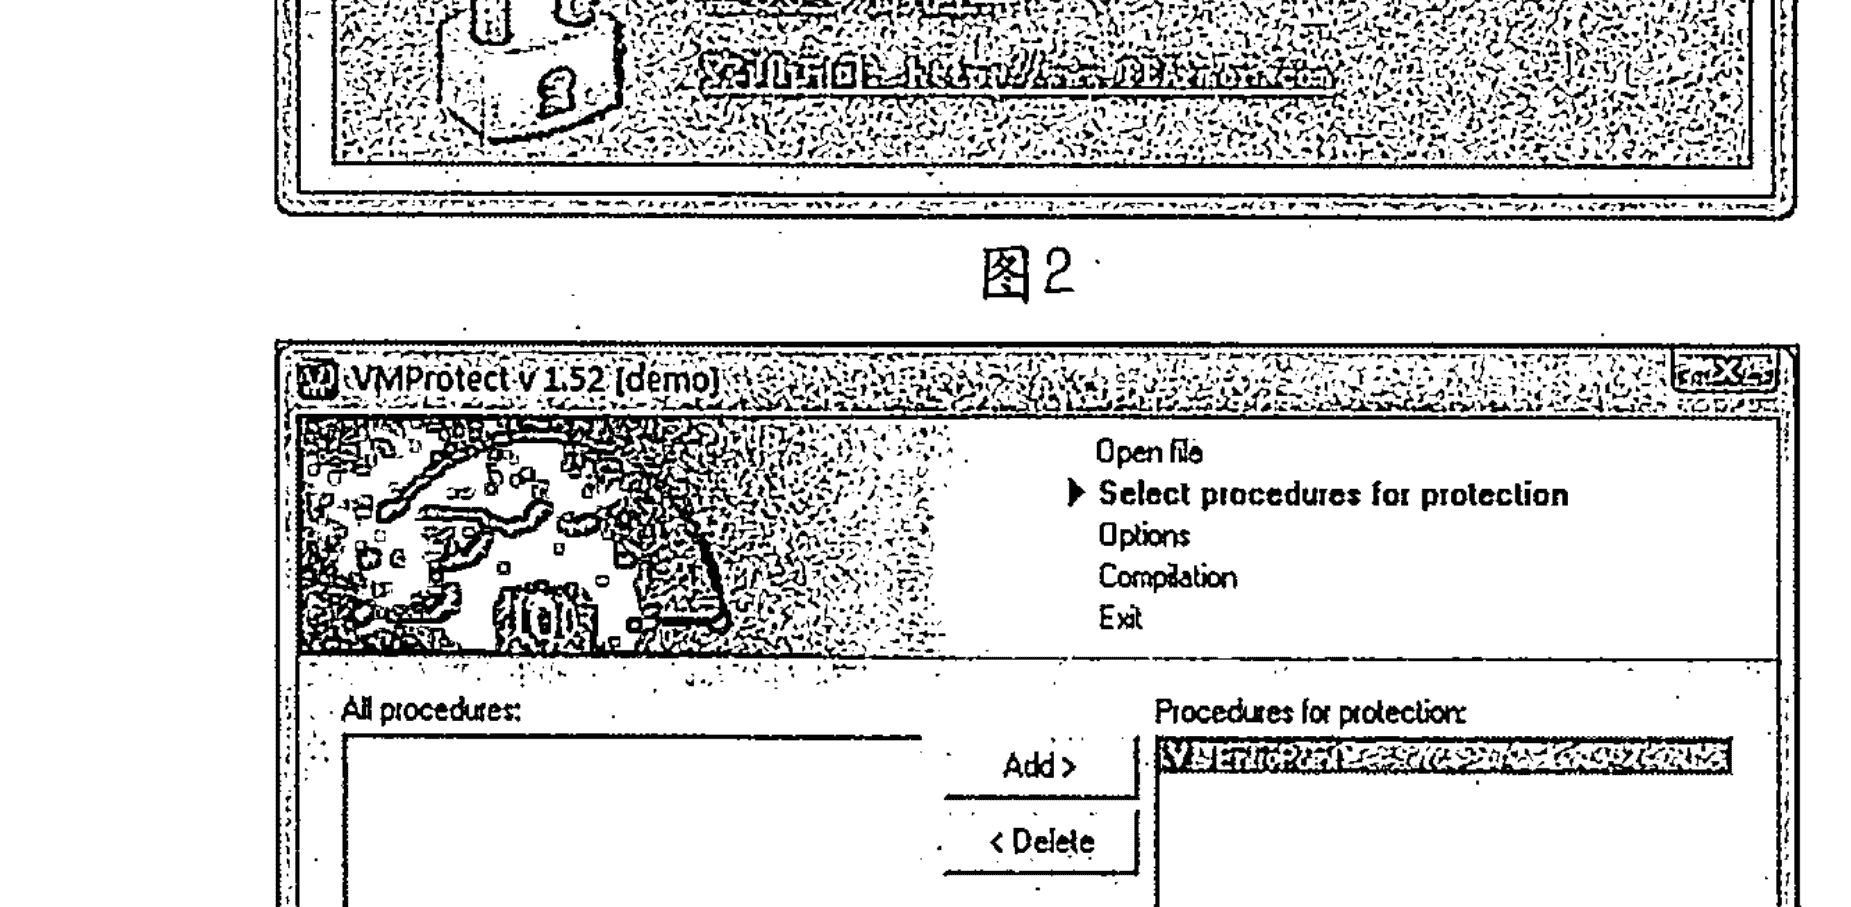 图2
VMProtect v 1.52 [demo]
Open file
Select procedures for protection
Options
Compilation
Exit
All procedures:
Procedures for protection:
Add >
< Delete